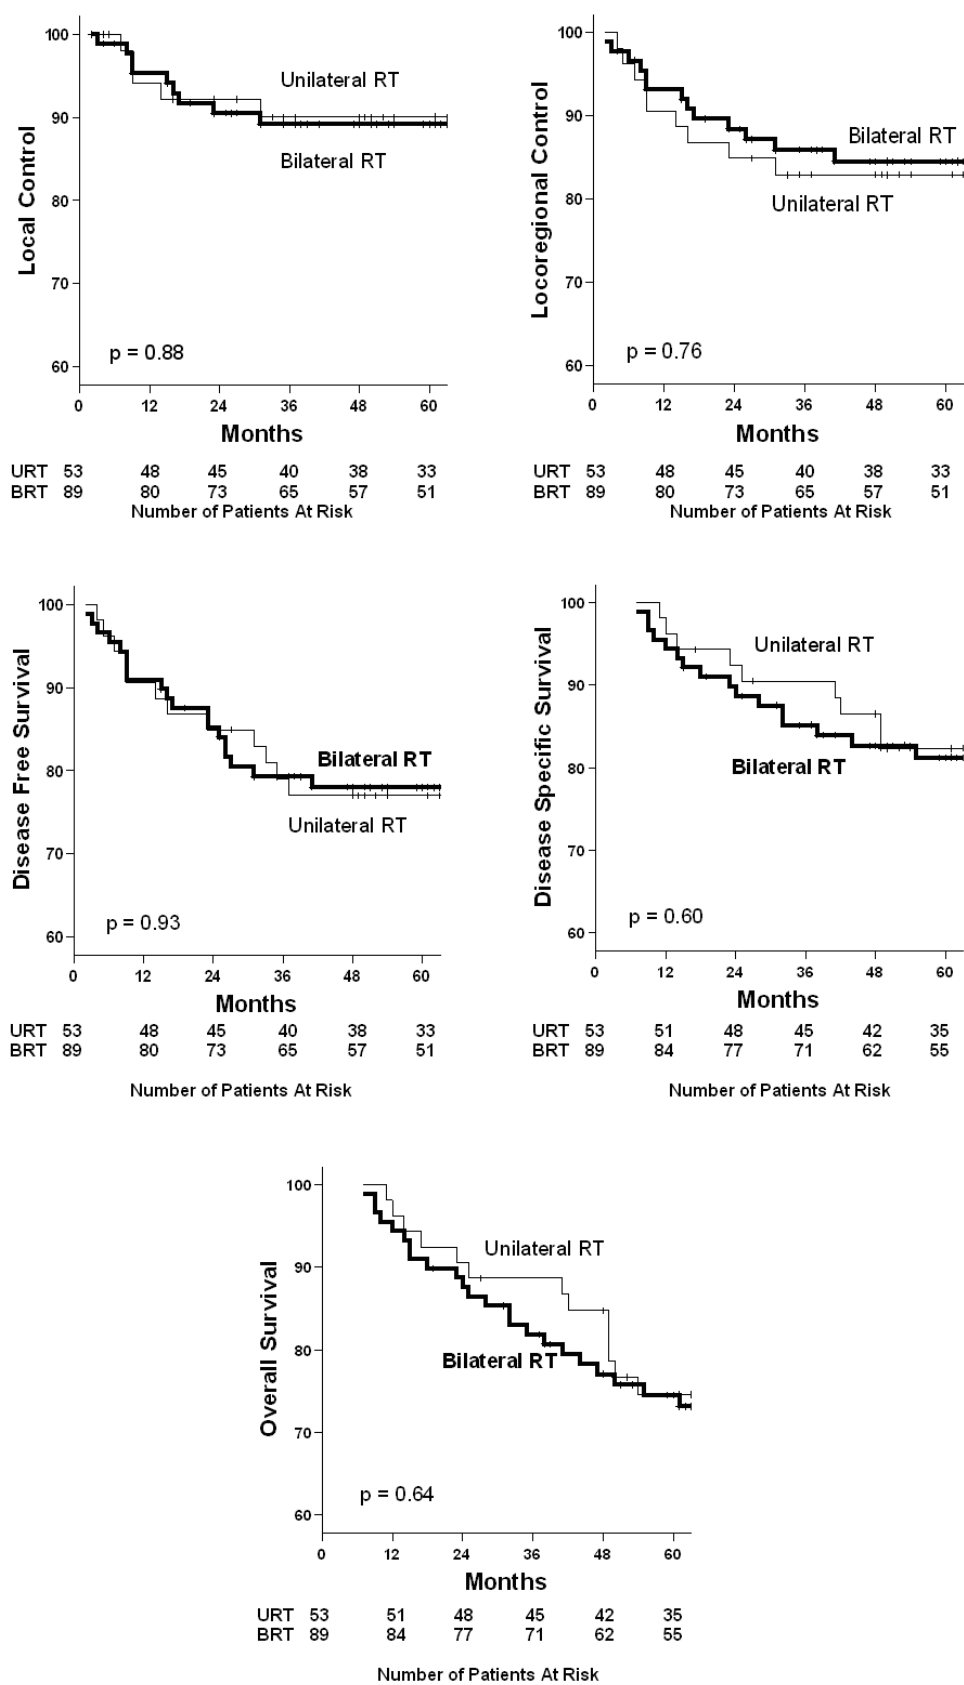 Local Control
100
90
80
70
60
Unilateral RT
Bilateral RT
p = 0.88
0 12 24 36 48 60
Months
URT 53 48 45 40 38 33
BRT 89 80 73 65 57 51
Number of Patients At Risk
Locoregional Control
100
90
80
70
60
Bilateral RT
Unilateral RT
p = 0.76
0 12 24 36 48 60
Months
URT 53 48 45 40 38 33
BRT 89 80 73 65 57 51
Number of Patients At Risk
Disease Free Survival
100
90
80
70
60
Bilateral RT
Unilateral RT
p = 0.93
0 12 24 36 48 60
Months
URT 53 48 45 40 38 33
BRT 89 80 73 65 57 51
Number of Patients At Risk
Disease Specific Survival
100
90
80
70
60
Unilateral RT
Bilateral RT
p = 0.60
0 12 24 36 48 60
Months
URT 53 51 48 45 42 35
BRT 89 84 77 71 62 55
Number of Patients At Risk
Overall Survival
100
90
80
70
60
Unilateral RT
Bilateral RT
p = 0.64
0 12 24 36 48 60
Months
URT 53 51 48 45 42 35
BRT 89 84 77 71 62 55
Number of Patients At Risk